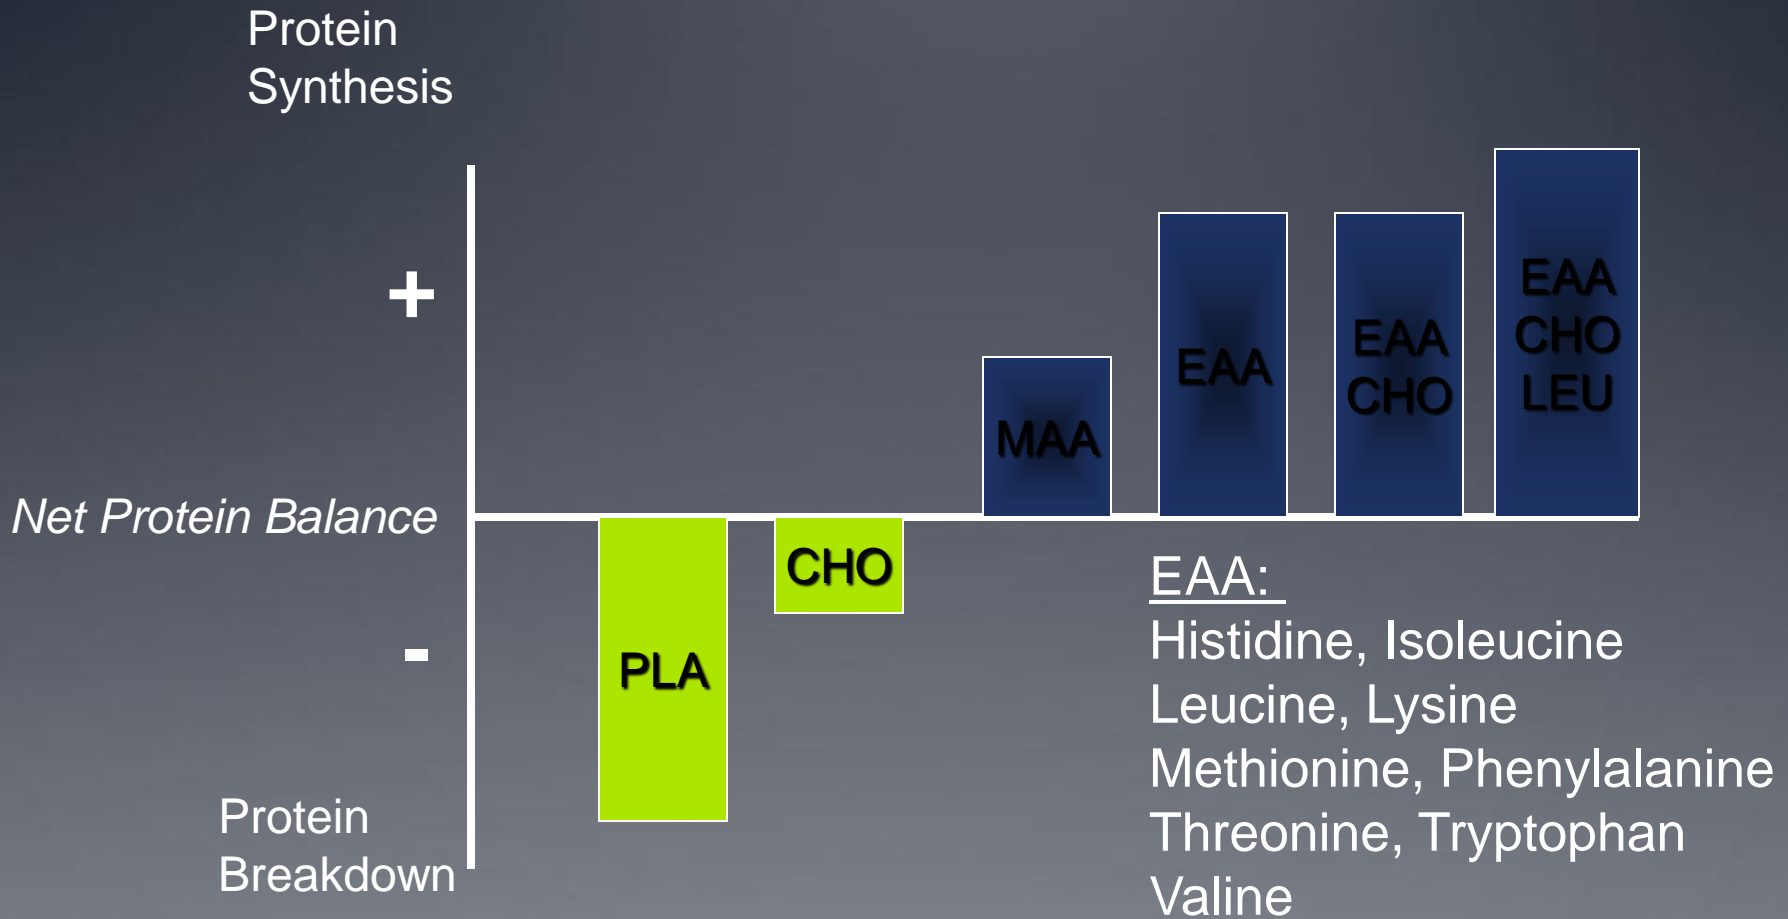 Protein
Synthesis
+
EAA
CHO
LEU
EAA
CHO
EAA
MAA
Net Protein Balance
CHO
PLA
-
Protein
Breakdown
EAA:
Histidine, Isoleucine
Leucine, Lysine
Methionine, Phenylalanine
Threonine, Tryptophan
Valine